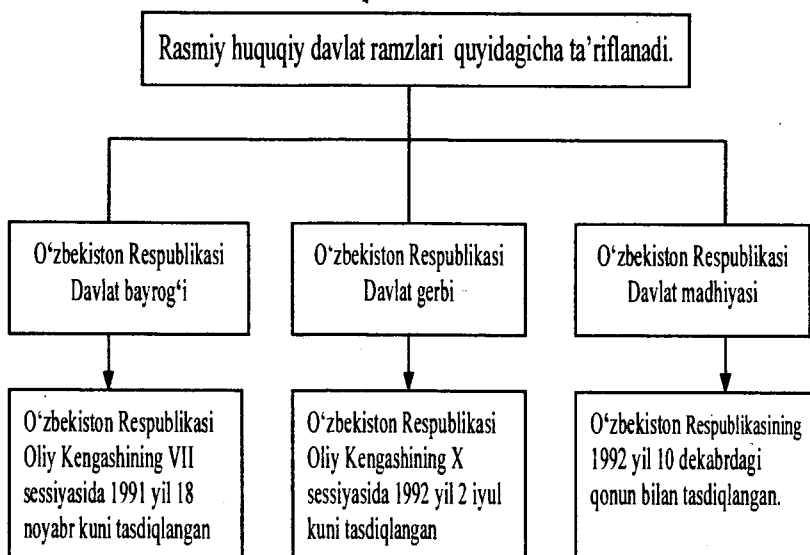 Rasmiy huquqiy davlat ramzlari quyidagicha ta’riflanadi.
O‘zbekiston Respublikasi
Davlat bayrog‘i
O‘zbekiston Respublikasi
Davlat gerbi
O‘zbekiston Respublikasi
Davlat madhiyasi
O‘zbekiston Respublikasi
Oliy Kengashining VII
sessiyasida 1991 yil 18
noyabr kuni tasdiqlangan
O‘zbekiston Respublikasi
Oliy Kengashining X
sessiyasida 1992 yil 2 iyul
kuni tasdiqlangan
O‘zbekiston Respublikasining
1992 yil 10 dekabrdagi
qonun bilan tasdiqlangan.